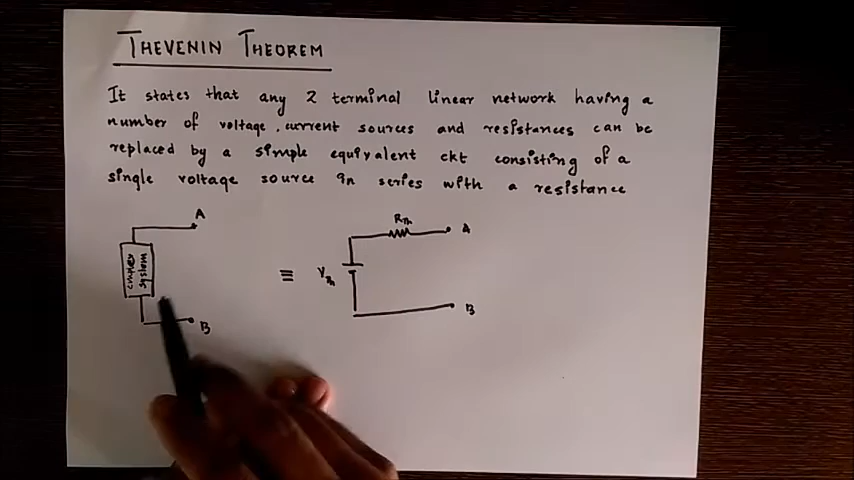 THEVENIN THEOREM
It states that any 2 terminal linear network having a
number of voltage, current sources and resistances can be
replaced by a simple equivalent ckt consisting of a
single voltage source in series with a resistance
A
system
B
≡
RTh
VTh
A
B